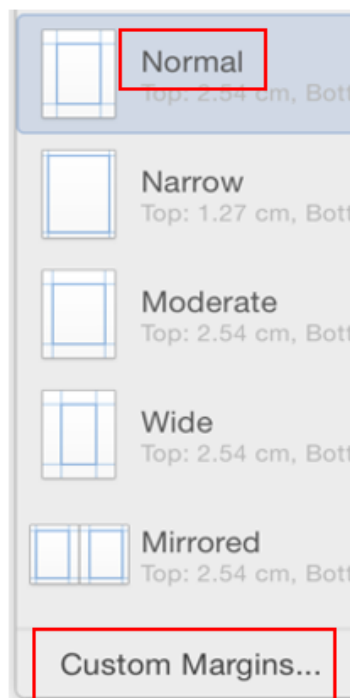 Normal
Top: 2.54 cm, Bott
Narrow
Top: 1.27 cm, Bott
Moderate
Top: 2.54 cm, Bott
Wide
Top: 2.54 cm, Bott
Mirrored
Top: 2.54 cm, Bott
Custom Margins...